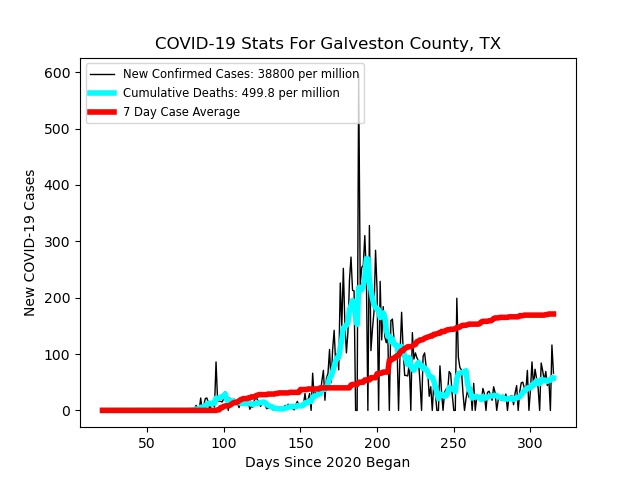 COVID-19 Stats For Galveston County, TX
New Confirmed Cases: 38800 per million
Cumulative Deaths: 499.8 per million
7 Day Case Average
600
500
400
300
200
100
0
New COVID-19 Cases
50 100 150 200 250 300
Days Since 2020 Began